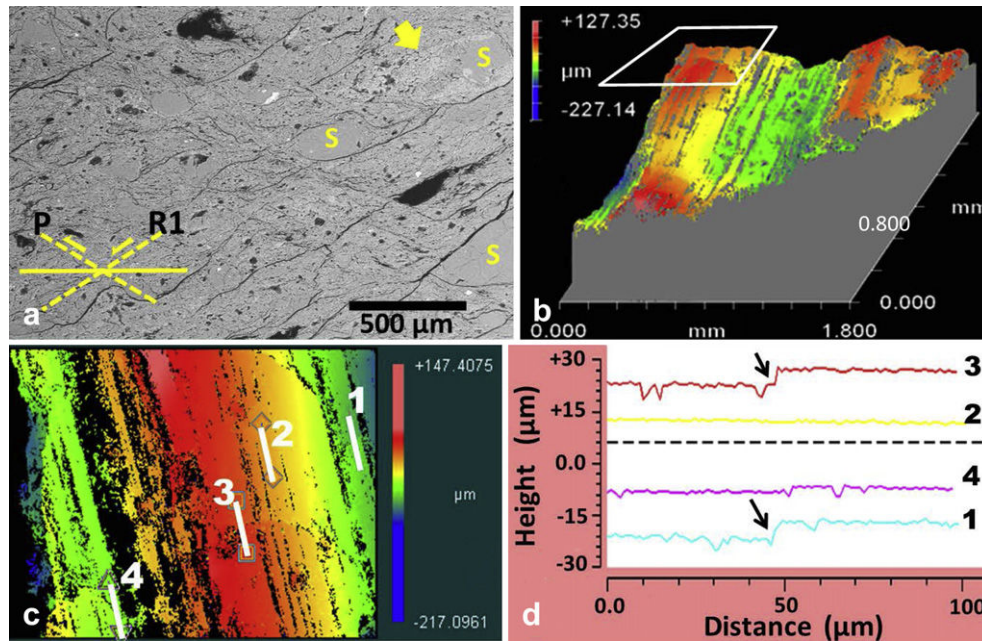 S
S
S
P
R1
500 µm
a
+127.35
µm
-227.14
mm
0.800
0.000
0.000
mm
1.800
b
+147.4075
µm
-217.0961
1
2
3
4
c
+30
+15
0.0
-15
-30
Height (µm)
3
2
4
1
0.0
50
100
Distance (µm)
d